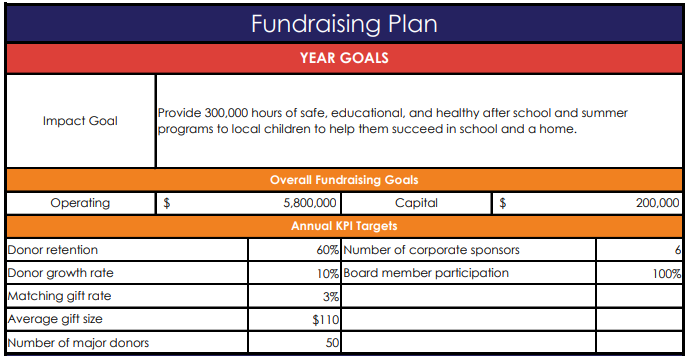 Fundraising Plan
YEAR GOALS
Impact Goal
Provide 300,000 hours of safe, educational, and healthy after school and summer
programs to local children to help them succeed in school and a home.
Overall Fundraising Goals
Operating $ 5,800,000 Capital $ 200,000
Annual KPI Targets
Donor retention 60% Number of corporate sponsors 6
Donor growth rate 10% Board member participation 100%
Matching gift rate 3%
Average gift size $110
Number of major donors 50